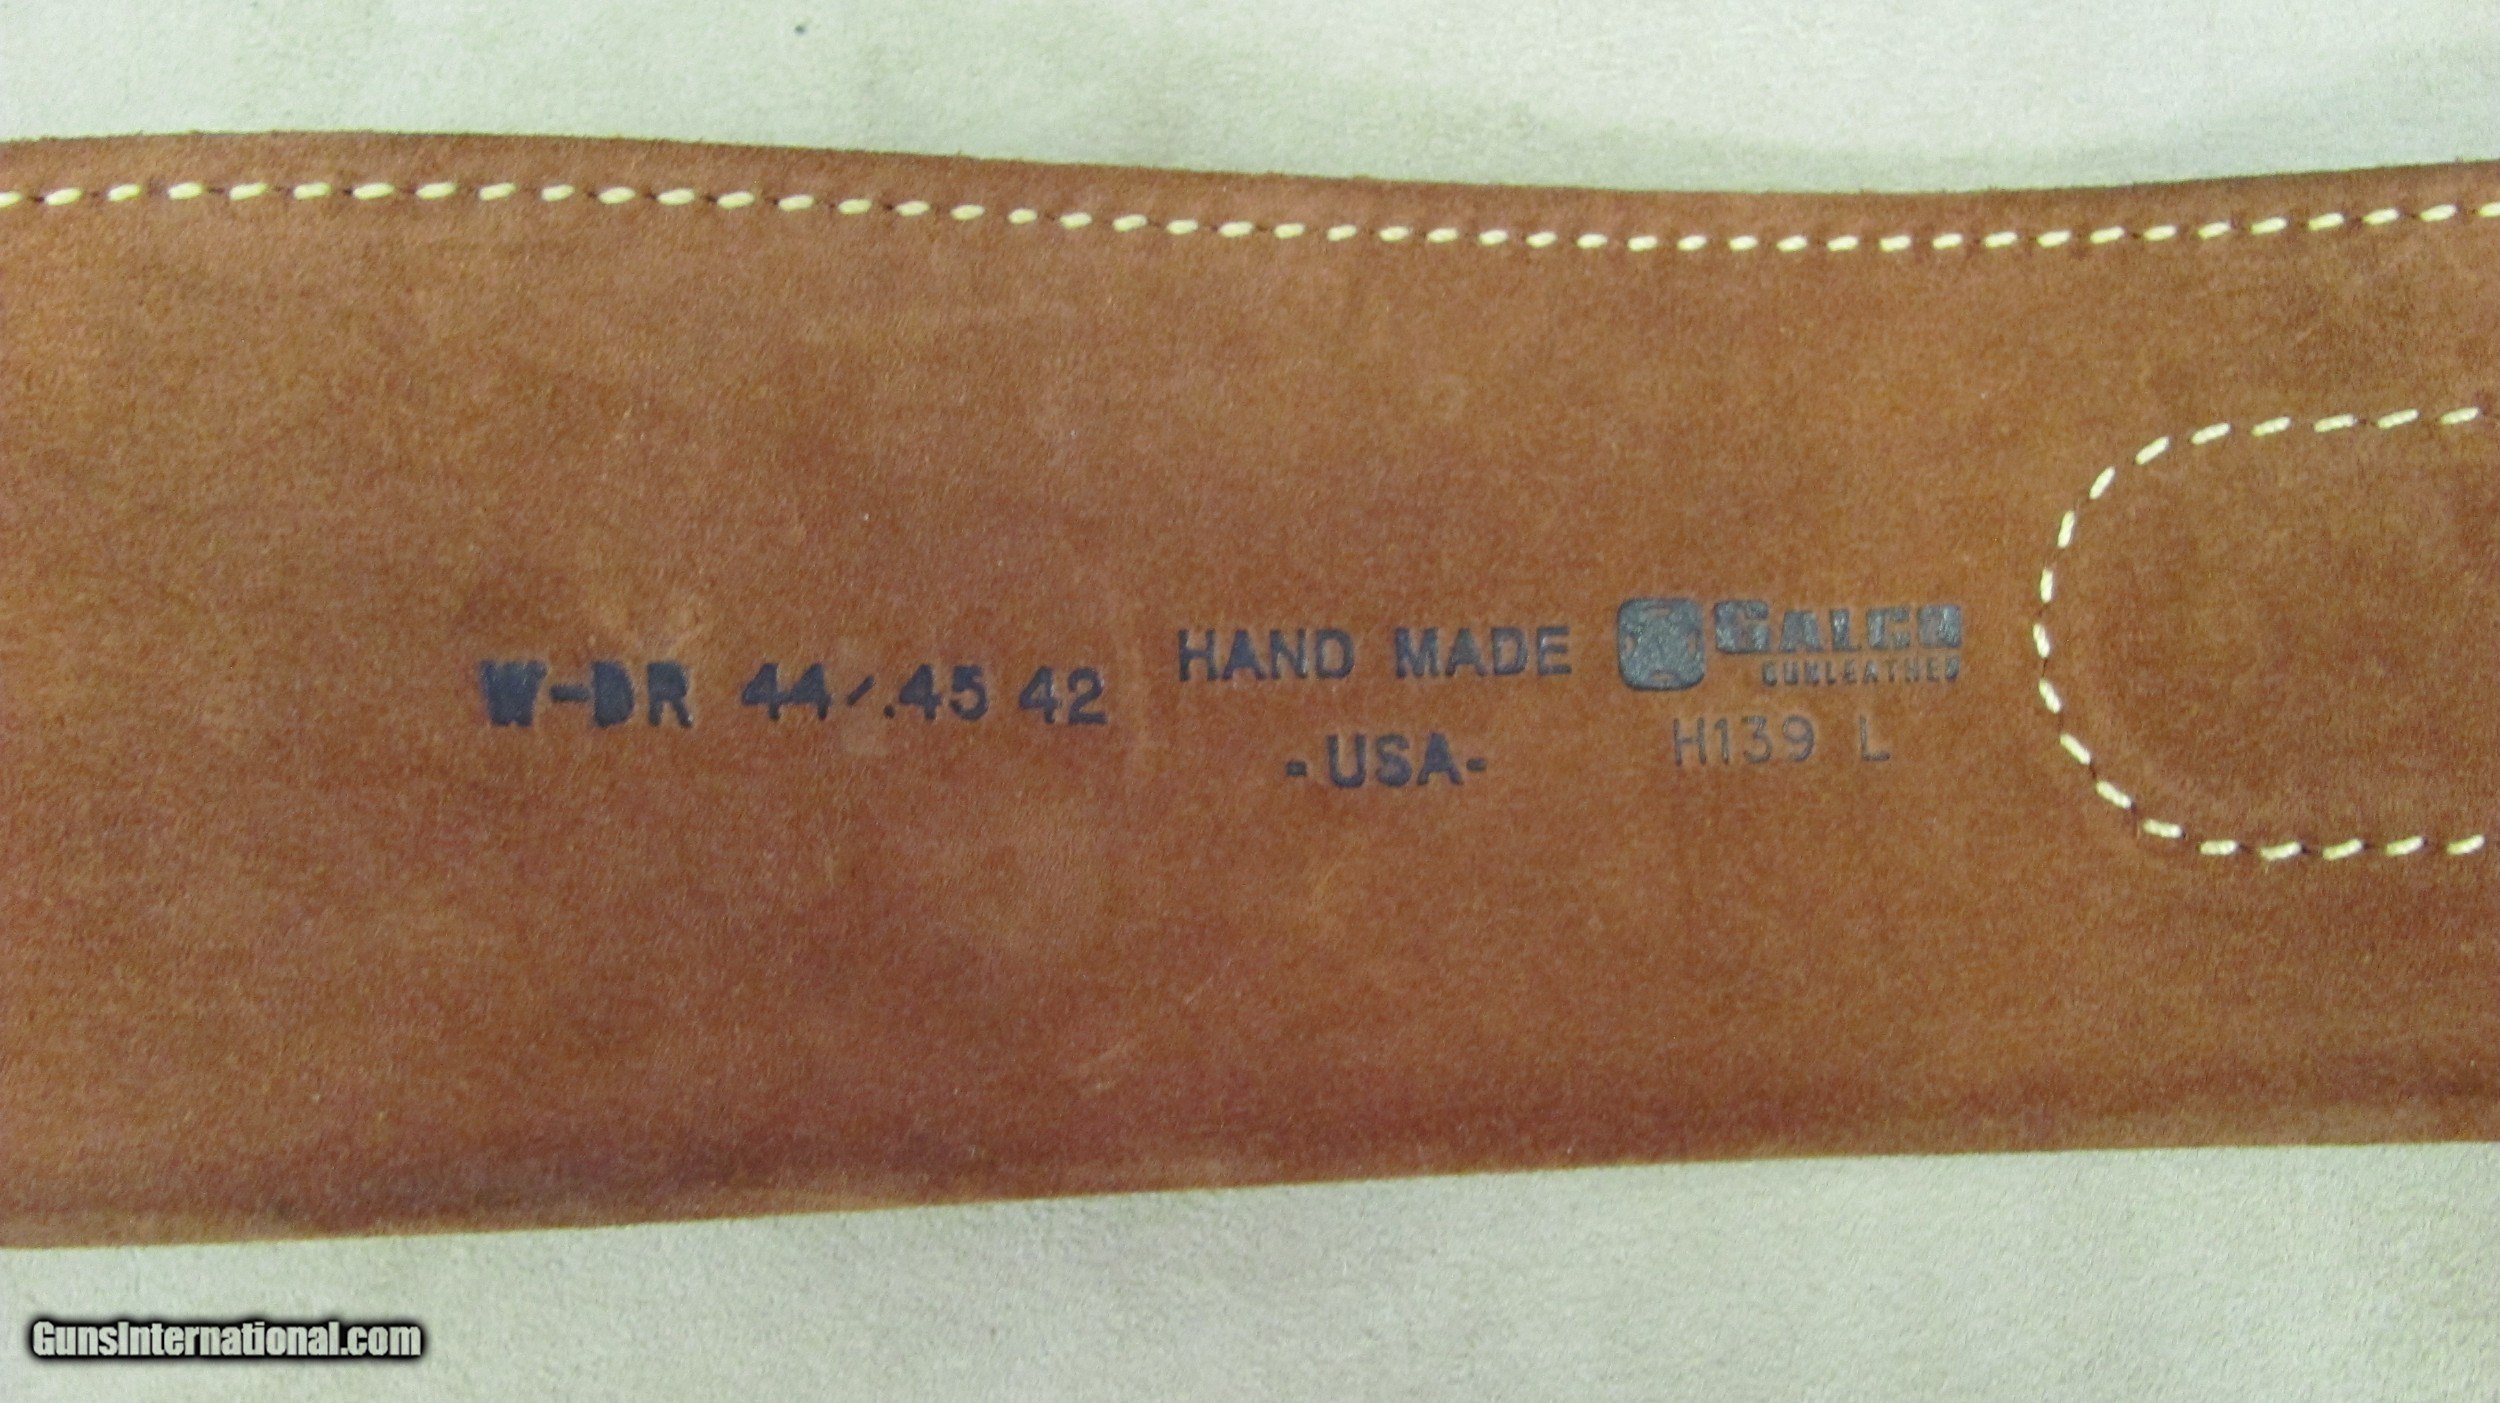 W-DR 44/.45 42
HAND MADE
-USA-
GALCO
GUNLEATHER
H139 L
GunsInternational.com